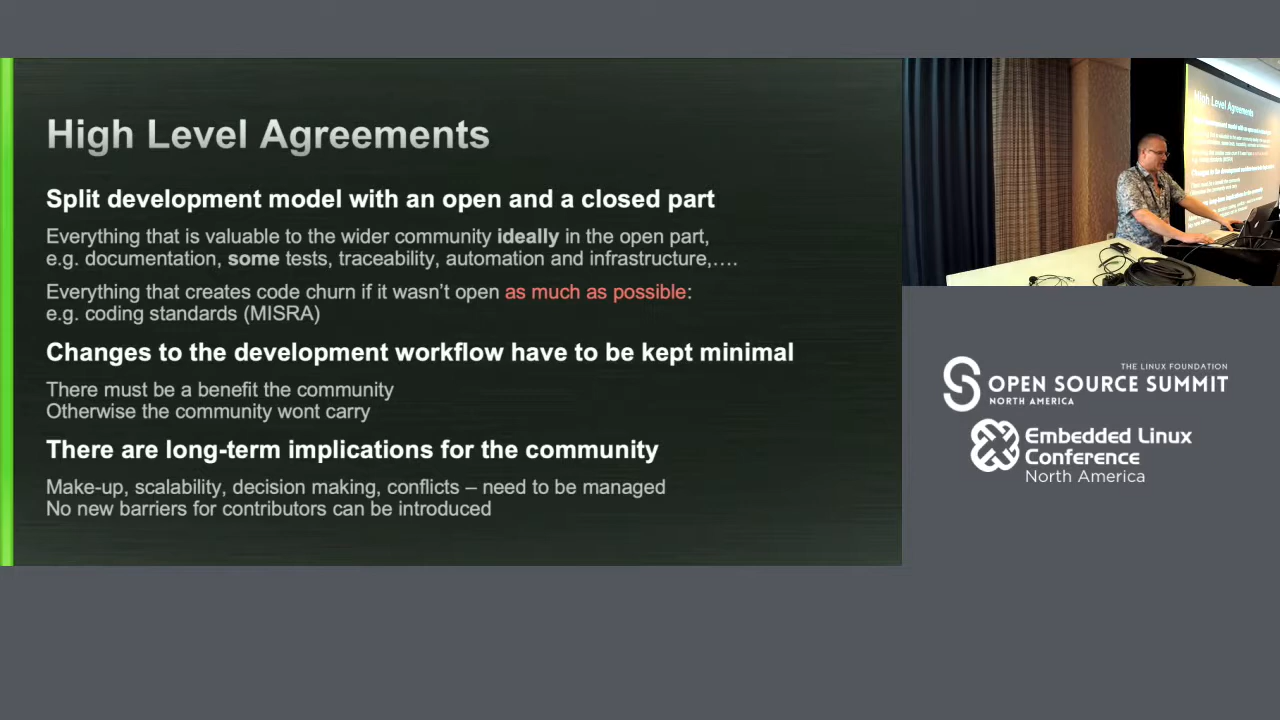 High Level Agreements
Split development model with an open and a closed part
Everything that is valuable to the wider community ideally in the open part,
e.g. documentation, some tests, traceability, automation and infrastructure,….
Everything that creates code churn if it wasn't open as much as possible:
e.g. coding standards (MISRA)
Changes to the development workflow have to be kept minimal
There must be a benefit the community
Otherwise the community wont carry
There are long-term implications for the community
Make-up, scalability, decision making, conflicts – need to be managed
No new barriers for contributors can be introduced
High Level Agreements
THE LINUX FOUNDATION
OPEN SOURCE SUMMIT
NORTH AMERICA
Embedded Linux
Conference
North America